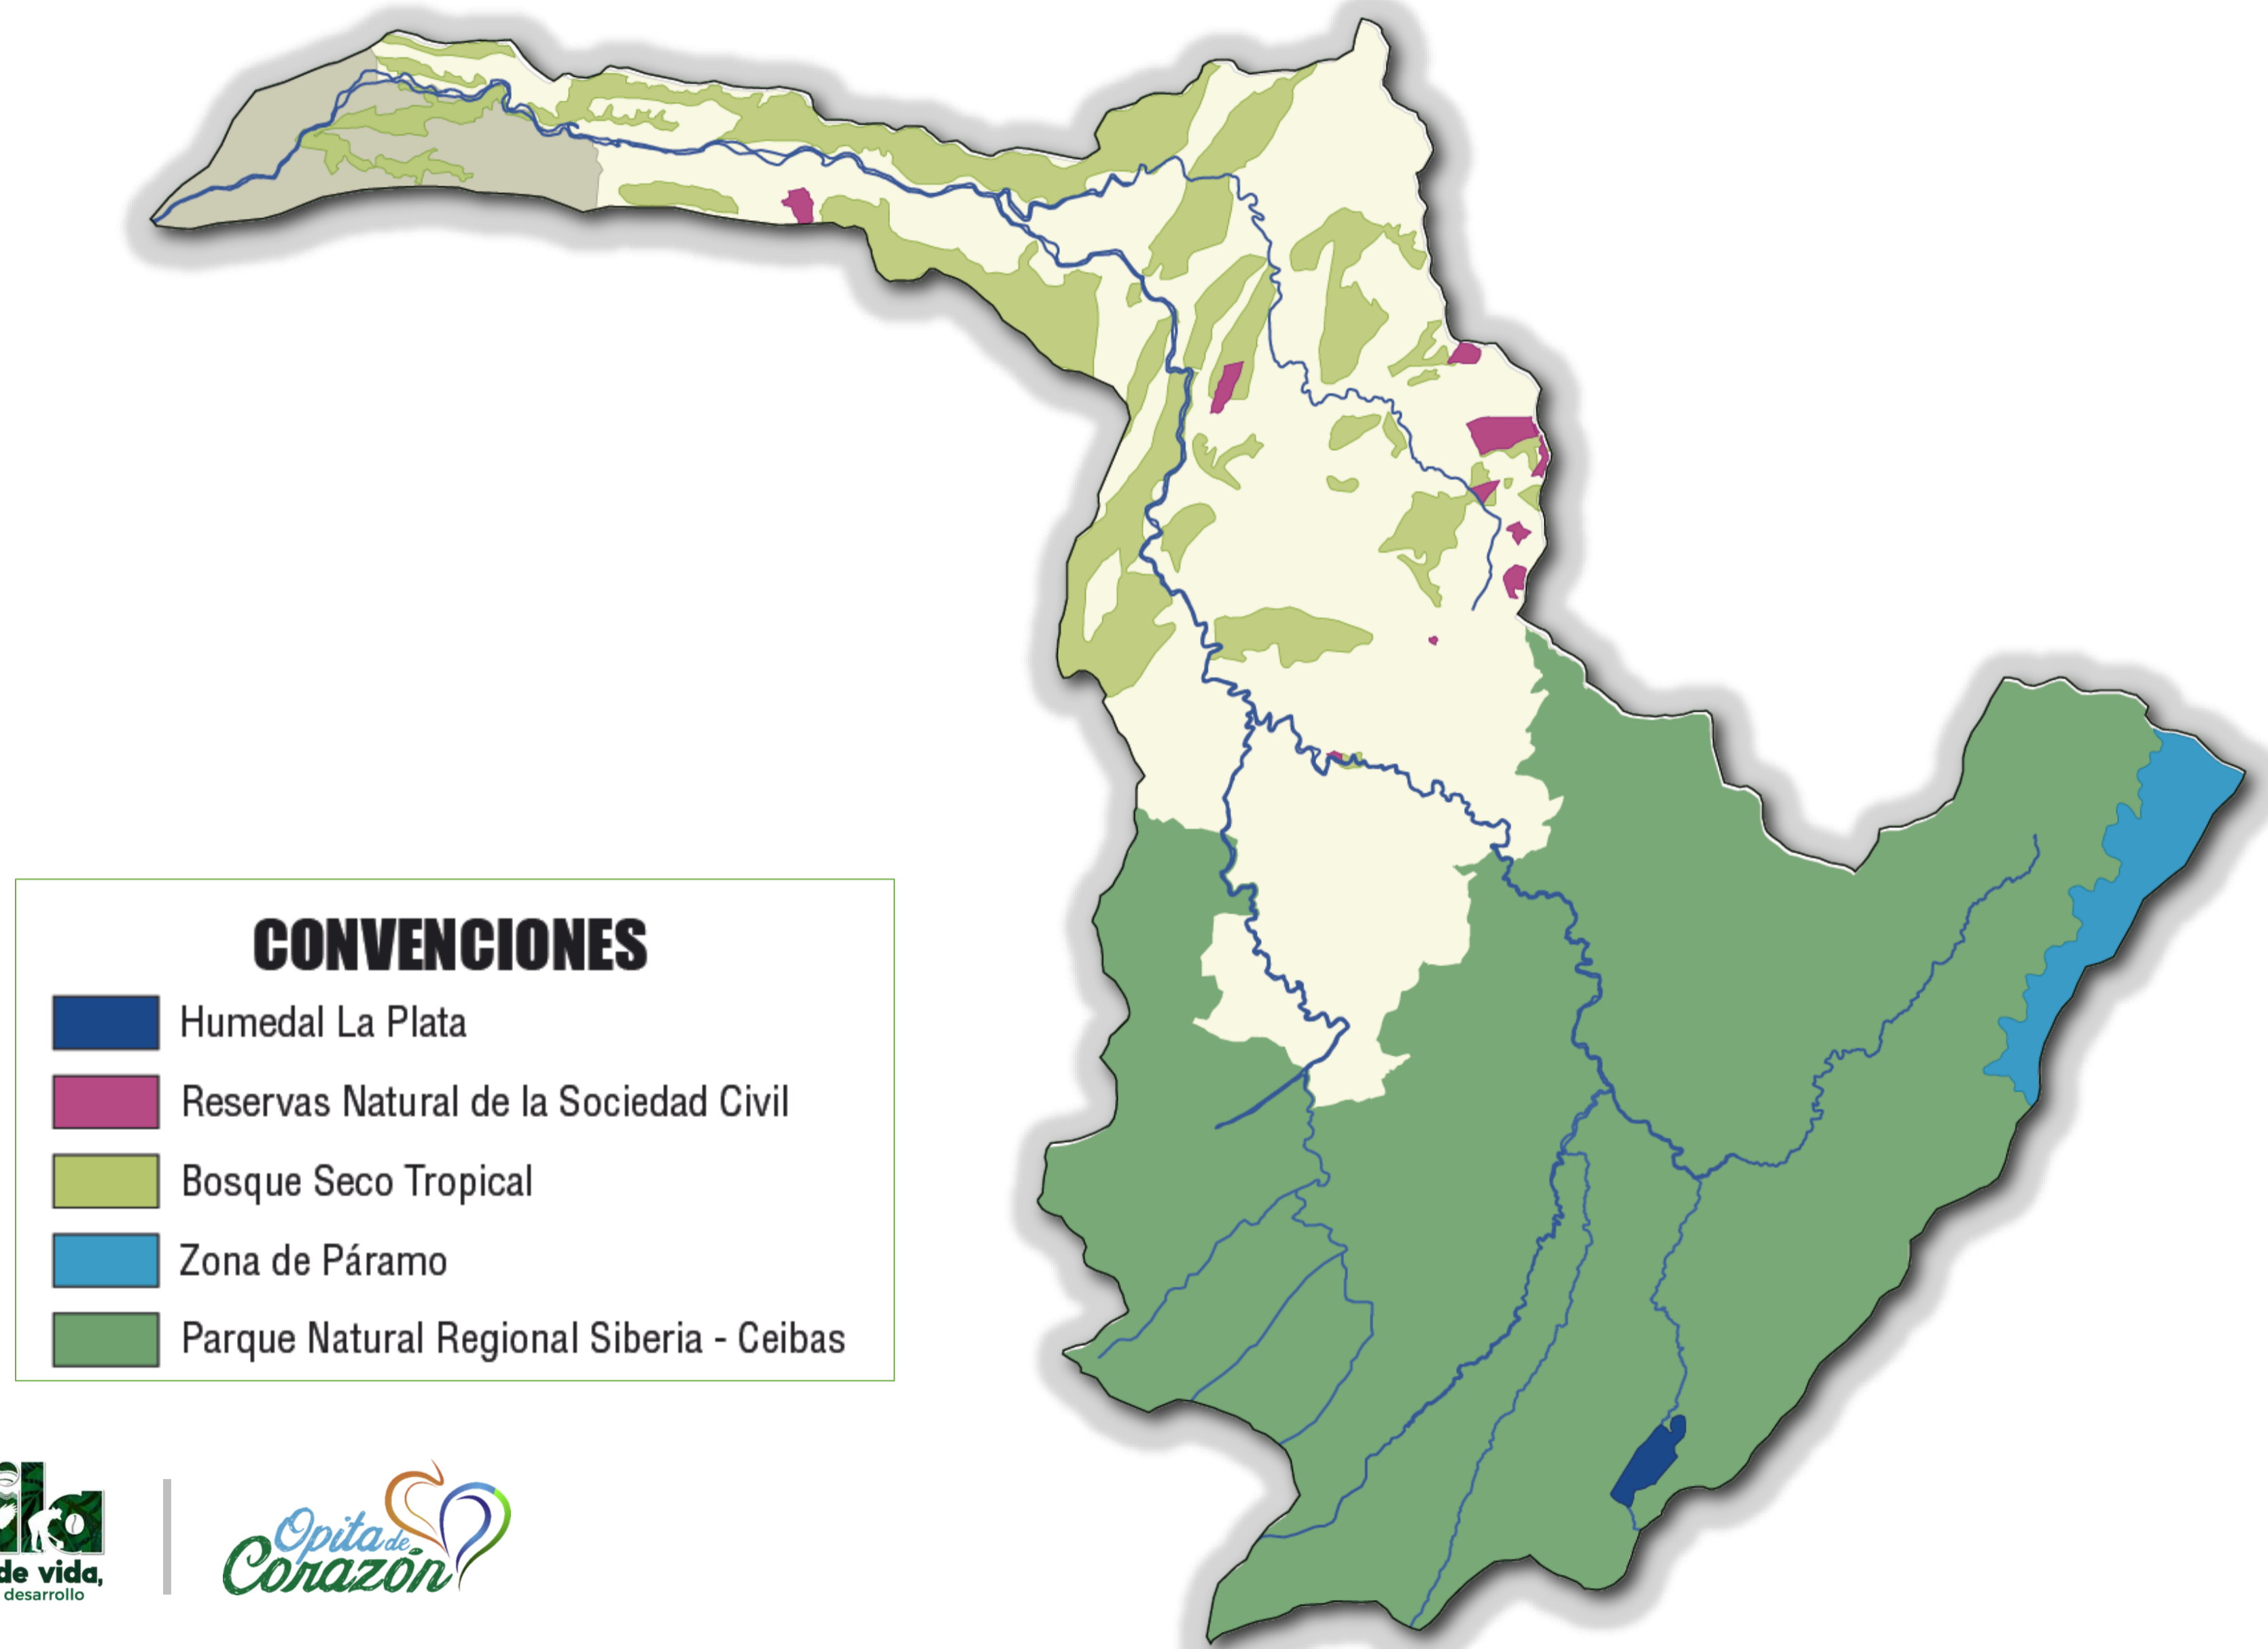 CONVENCIONES
Humedal La Plata
Reservas Natural de la Sociedad Civil
Bosque Seco Tropical
Zona de Páramo
Parque Natural Regional Siberia - Ceibas
de vida,
desarrollo
Opita de
Corazón